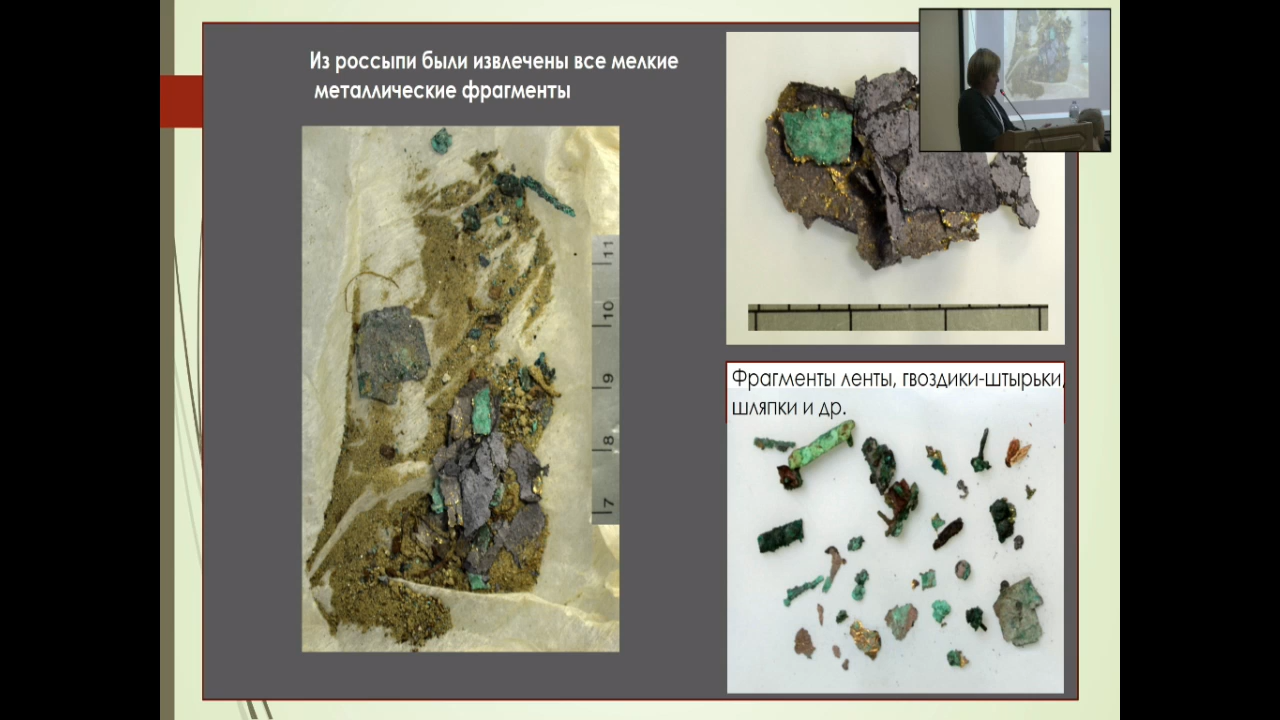 Из россыпи были извлечены все мелкие
металлические фрагменты
11
10
9
8
7
Фрагменты ленты, гвоздики-штырьки,
шляпки и др.